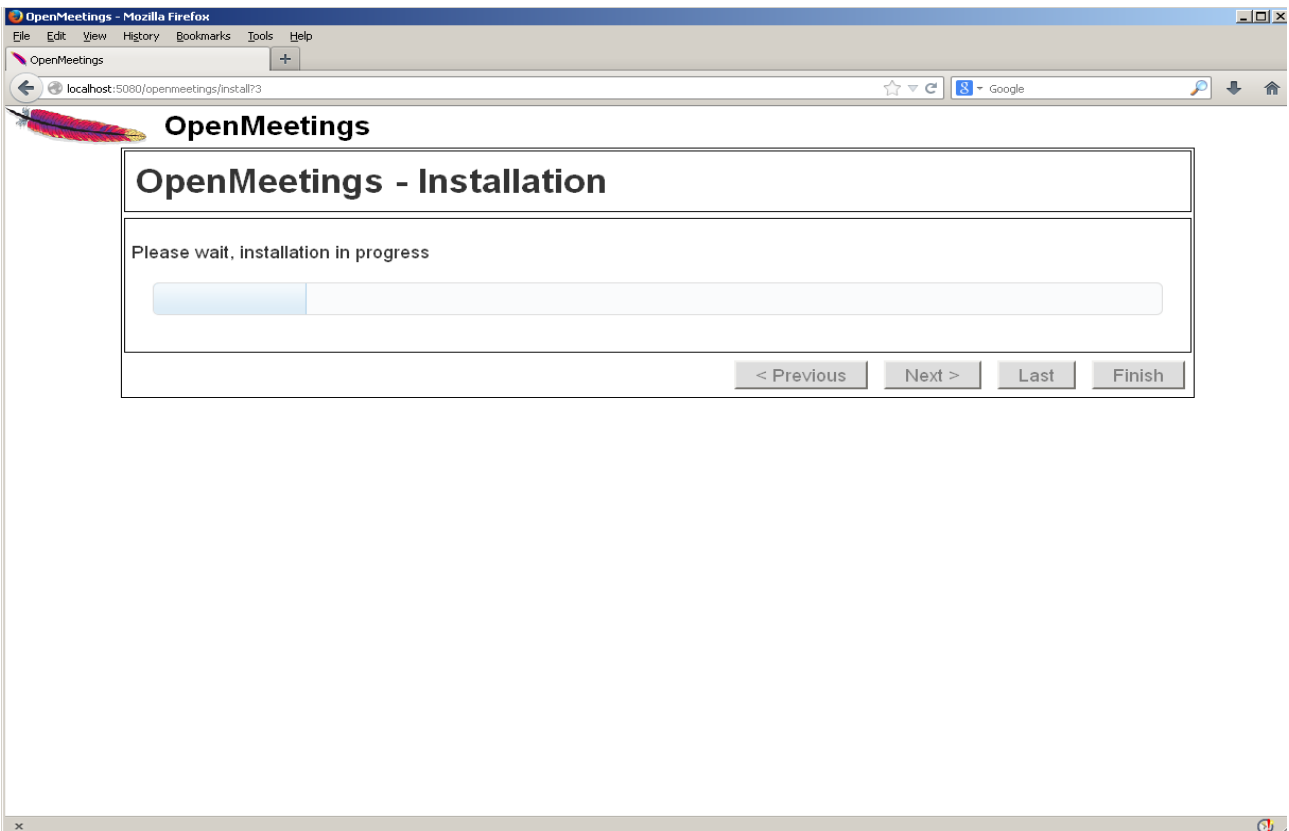 OpenMeetings - Mozilla Firefox
File Edit View History Bookmarks Tools Help
OpenMeetings +
localhost:5080/openmeetings/install?3 8 Google
OpenMeetings
OpenMeetings - Installation
Please wait, installation in progress
< Previous Next > Last Finish
x